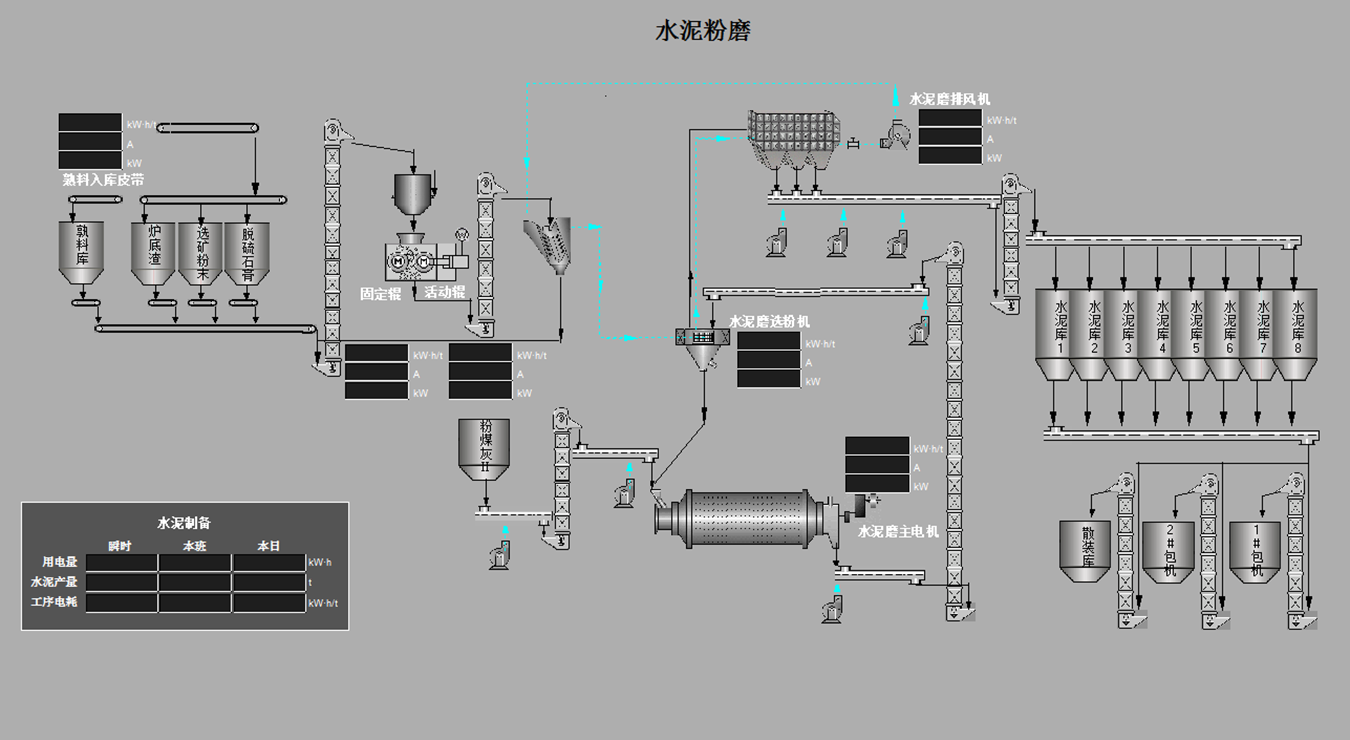 水泥粉磨
kW·h/t
A
kW
熟料入库皮带
熟料库
炉底渣
选矿粉末
脱硫石膏
M
M
W
固定辊
活动辊
kW·h/t
A
kW
kW·h/t
A
kW
水泥磨排风机
kW·h/t
A
kW
水泥磨选粉机
kW·h/t
A
kW
水泥库1
水泥库2
水泥库3
水泥库4
水泥库5
水泥库6
水泥库7
水泥库8
粉煤灰II
kW·h/t
A
kW
水泥磨主电机
散装库
2#包机
1#包机
水泥制备
瞬时 本班 本日
用电量 kW·h
水泥产量 t
工序电耗 kW·h/t